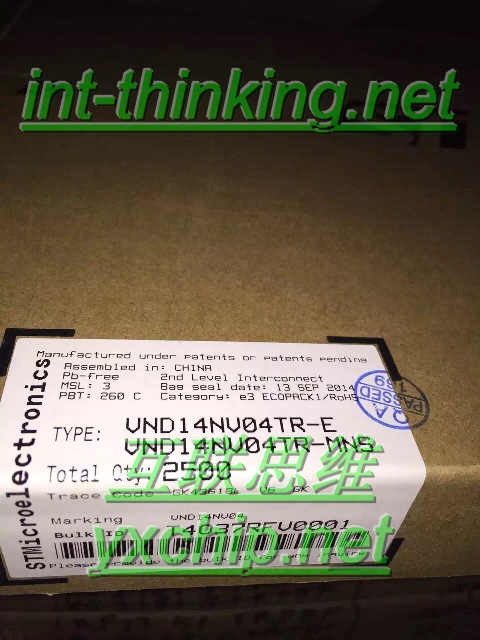 int-thinking.net
Manufactured under patents or patents pending
Assembled in: CHINA
Pb-free 2nd Level Interconnect
MSL: 3 Bag seal date: 13 SEP 2014
PBT: 260 C Category: e3 ECOPACK1/RoHS
Q.A.
PASSED
TYPE: VND14NV04TR-E
VND14NV04TR-MNS
Total Qty: 2500
互联思维
Trace Code
Marking VND14NV04
Bulk ID
yxchip.net
STMicroelectronics